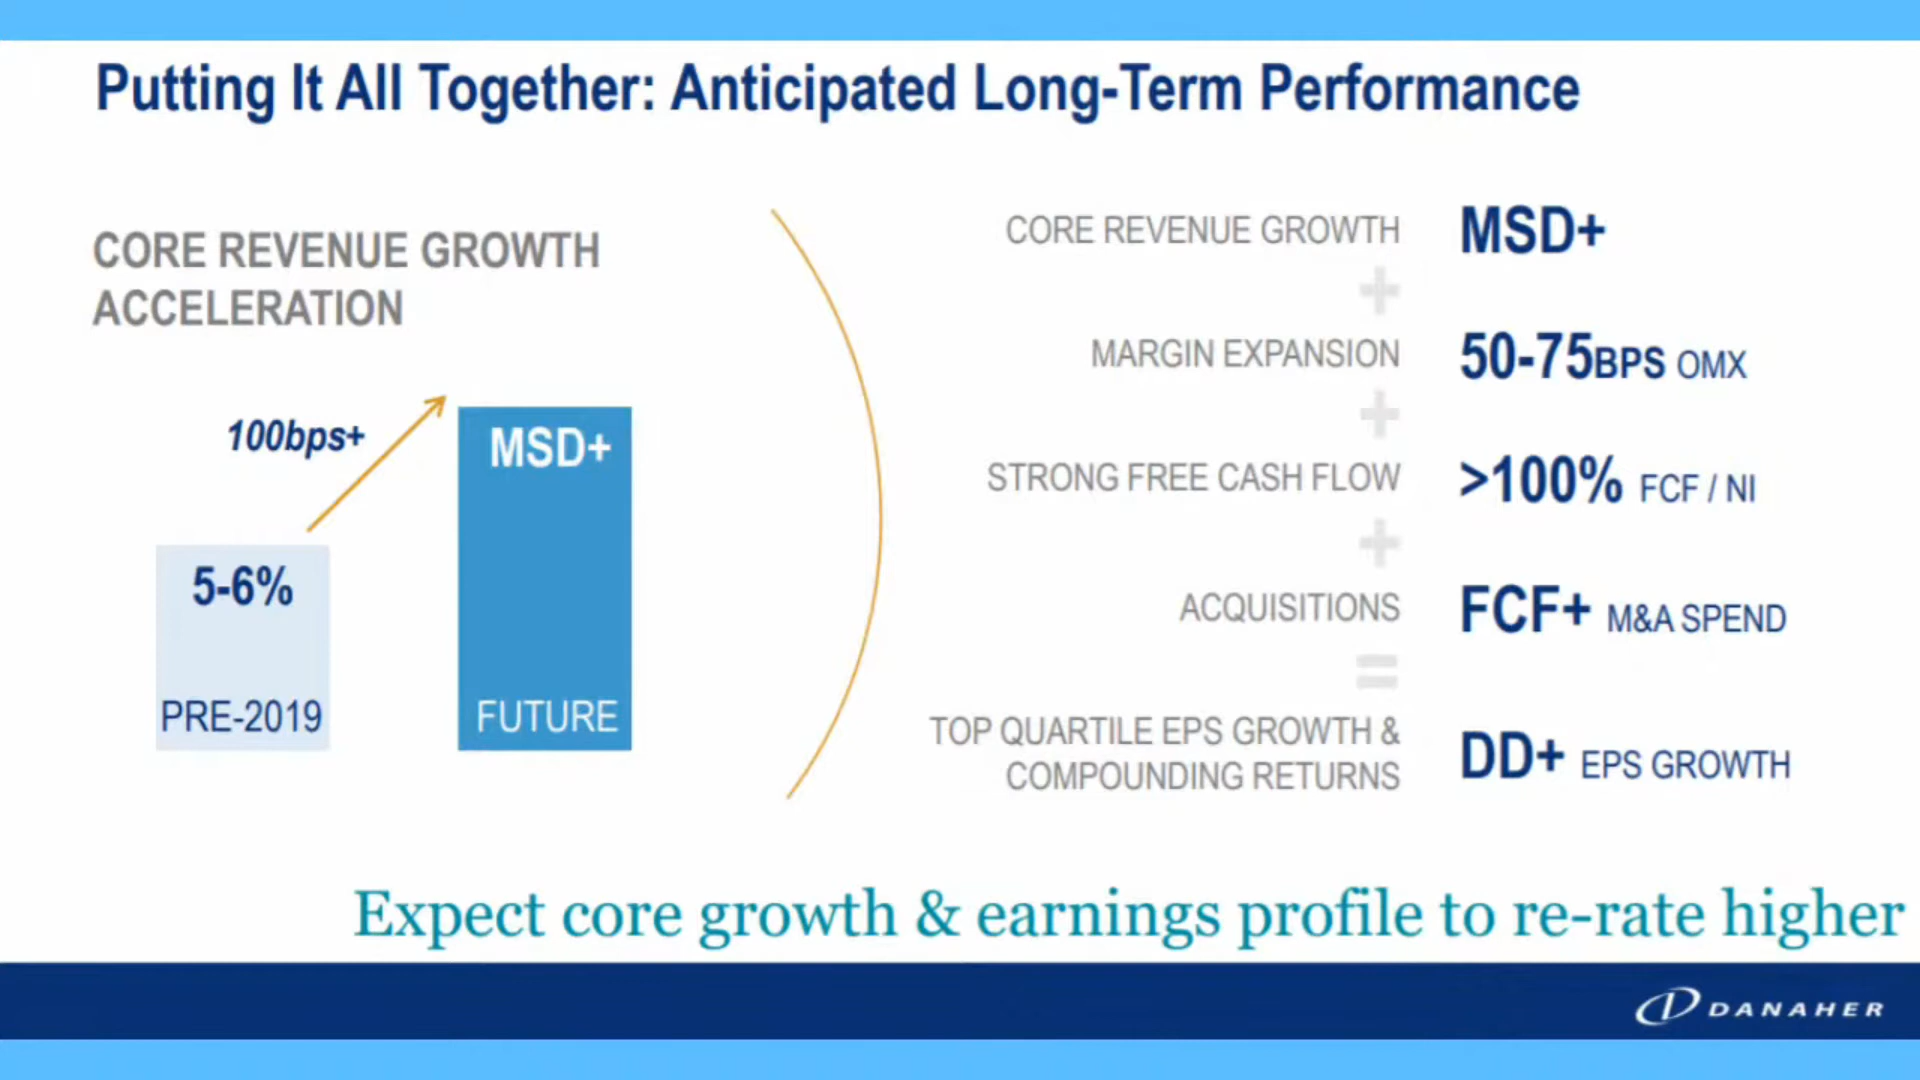 Putting It All Together: Anticipated Long-Term Performance
CORE REVENUE GROWTH
ACCELERATION
100bps+
MSD+
5-6%
PRE-2019
FUTURE
CORE REVENUE GROWTH MSD+
+
MARGIN EXPANSION 50-75BPS OMX
+
STRONG FREE CASH FLOW >100% FCF / NI
+
ACQUISITIONS FCF+ M&A SPEND
=
TOP QUARTILE EPS GROWTH &
COMPOUNDING RETURNS DD+ EPS GROWTH
Expect core growth & earnings profile to re-rate higher
DANAHER